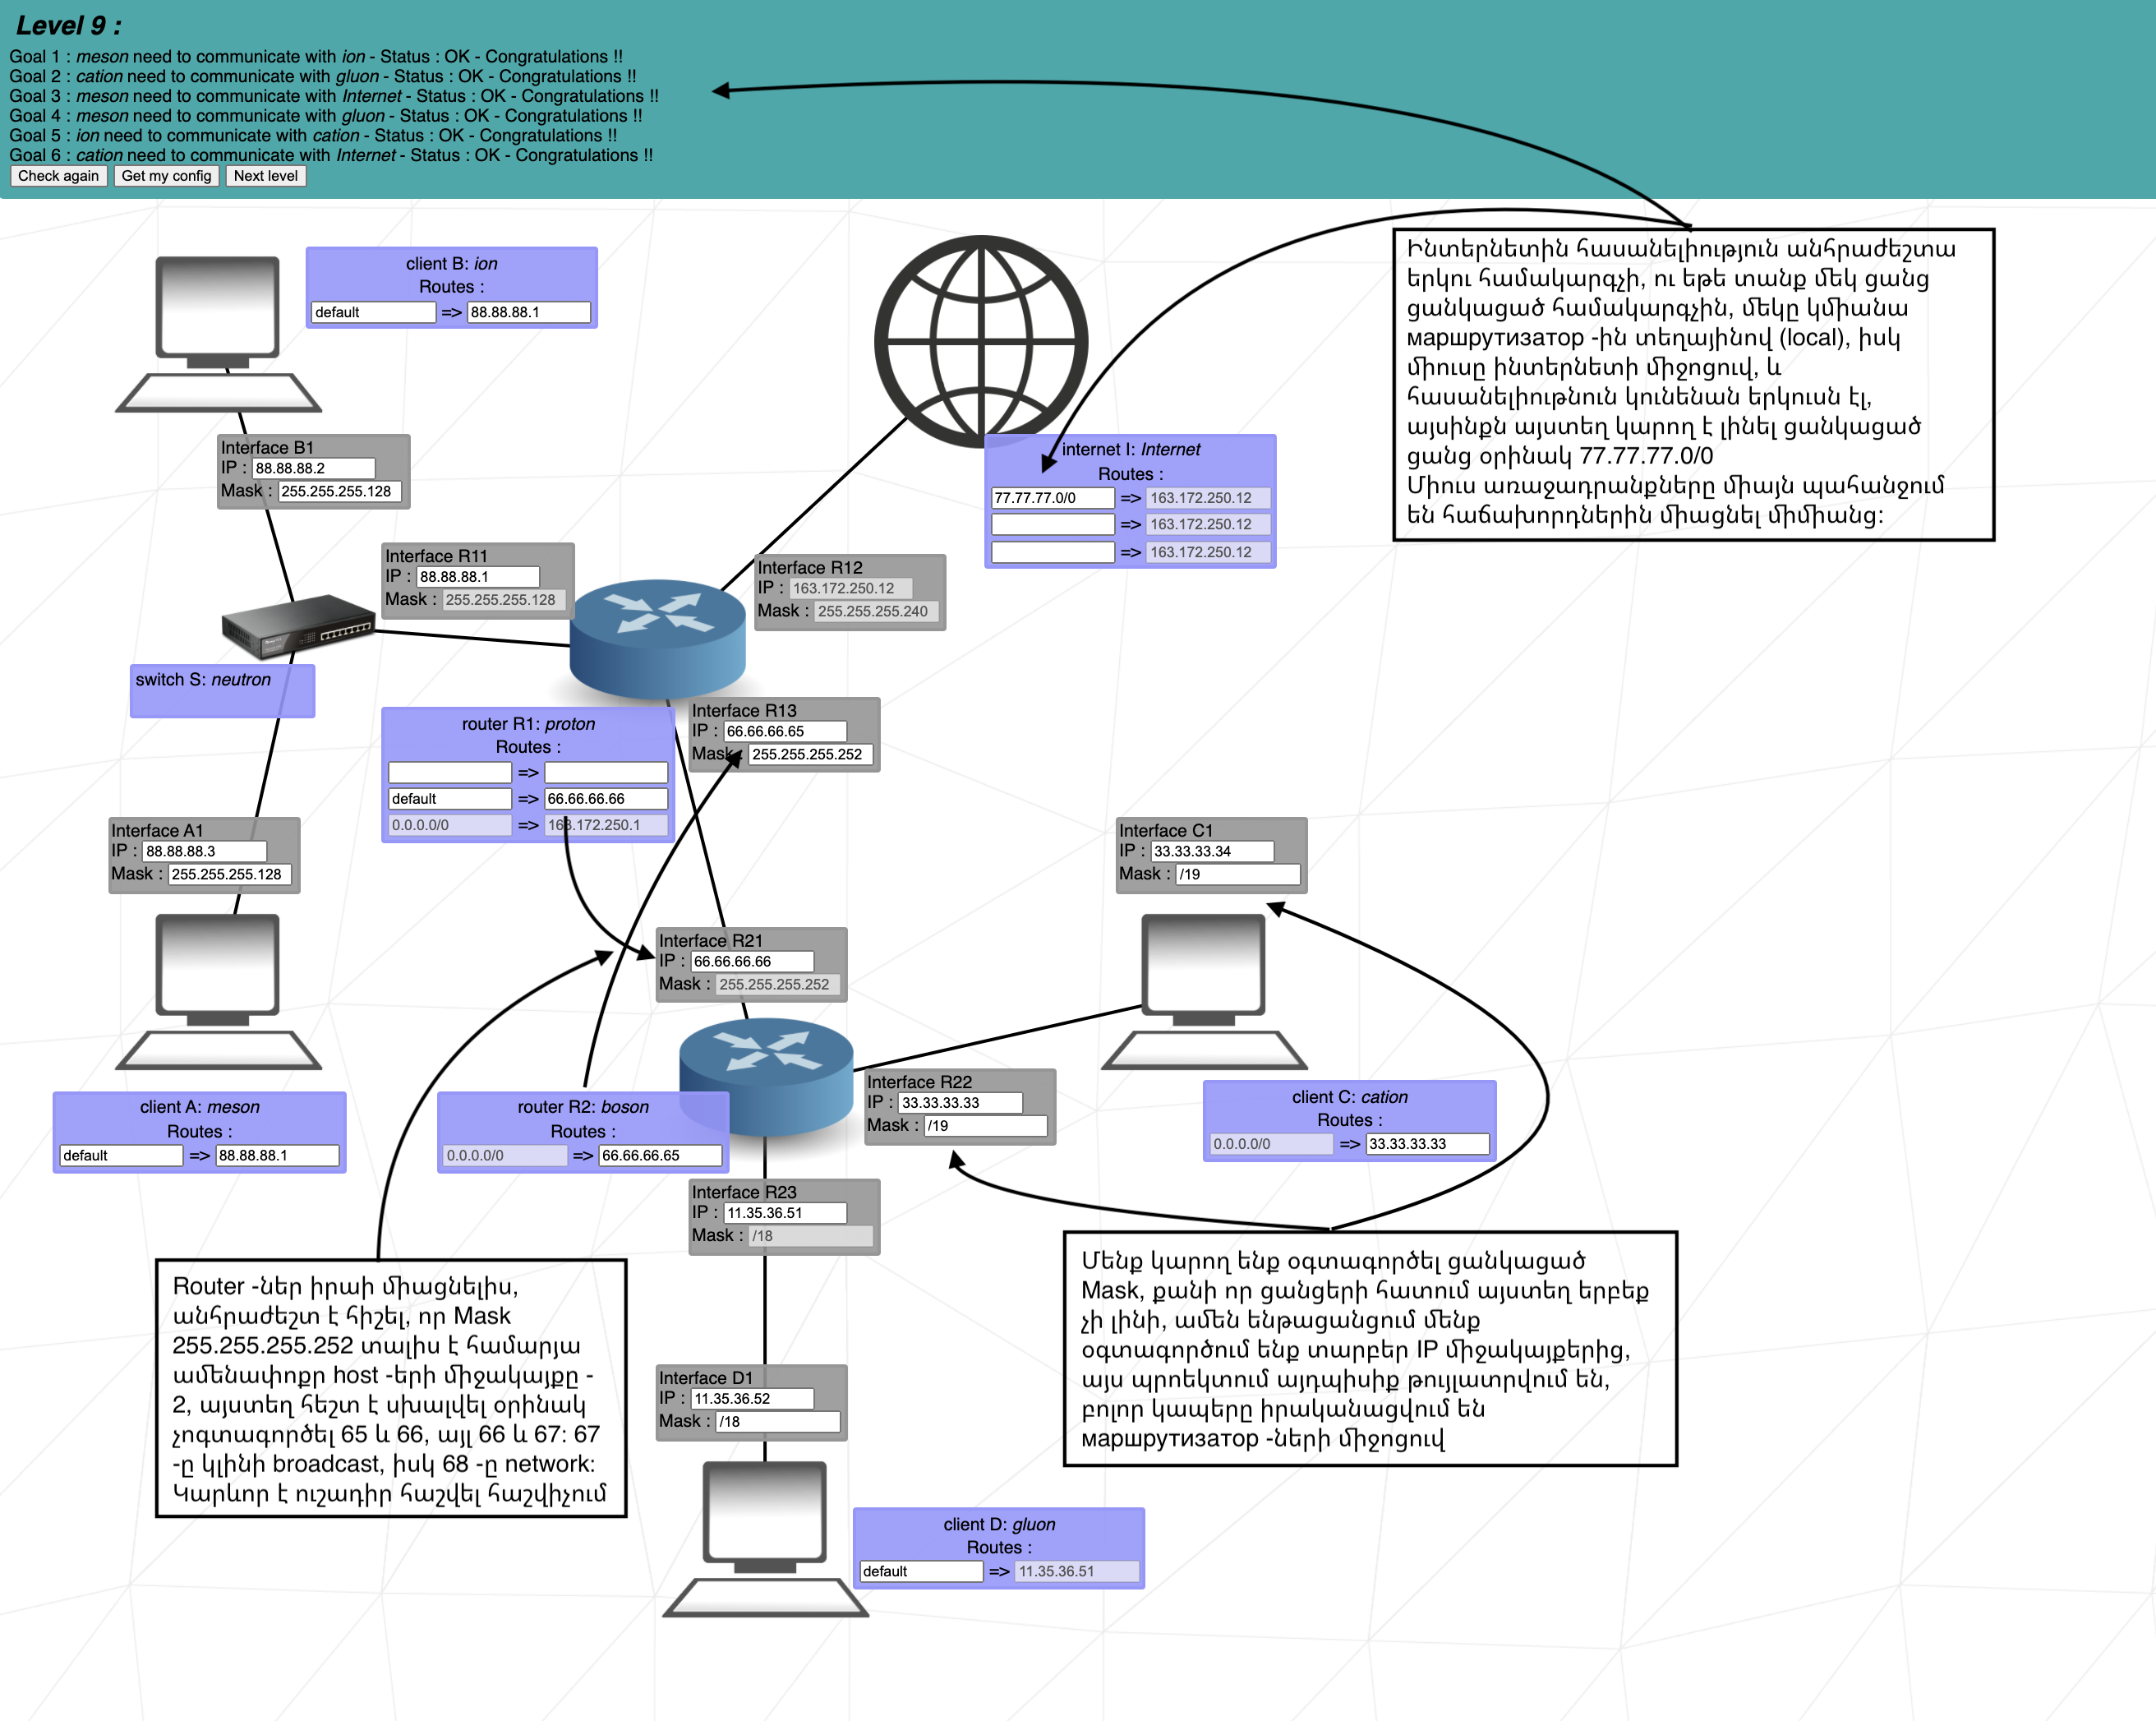 Level 9 :
Goal 1 : meson need to communicate with ion - Status : OK - Congratulations !!
Goal 2 : cation need to communicate with gluon - Status : OK - Congratulations !!
Goal 3 : meson need to communicate with Internet - Status : OK - Congratulations !!
Goal 4 : meson need to communicate with gluon - Status : OK - Congratulations !!
Goal 5 : ion need to communicate with cation - Status : OK - Congratulations !!
Goal 6 : cation need to communicate with Internet - Status : OK - Congratulations !!
Check again Get my config Next level
client B: ion
Routes :
default => 88.88.88.1
Ինտերնետին հասանելիություն անհրաժեշտա
երկու համակարգչի, ու եթե տանք մեկ ցանց
ցանկացած համակարգչին, մեկը կմիանա
маршрутизатор -ին տեղայինով (local), իսկ
միուսը ինտերնետի միջոցուվ, և
հասանելիութնուն կունենան երկուսն էլ,
այսինքն այստեղ կարող է լինել ցանկացած
ցանց օրինակ 77.77.77.0/0
Միուս առաջադրանքները միայն պահանջում
են հաճախորդներին միացնել միմիանց:
Interface B1
IP : 88.88.88.2
Mask : 255.255.255.128
internet I: Internet
Routes :
77.77.77.0/0 => 163.172.250.12
=> 163.172.250.12
=> 163.172.250.12
Interface R11
IP : 88.88.88.1
Mask : 255.255.255.128
Interface R12
IP : 163.172.250.12
Mask : 255.255.255.240
switch S: neutron
router R1: proton
Routes :
=>
default => 66.66.66.66
0.0.0.0/0 => 163.172.250.1
Interface R13
IP : 66.66.66.65
Mask : 255.255.255.252
Interface A1
IP : 88.88.88.3
Mask : 255.255.255.128
Interface C1
IP : 33.33.33.34
Mask : /19
Interface R21
IP : 66.66.66.66
Mask : 255.255.255.252
client A: meson
Routes :
default => 88.88.88.1
router R2: boson
Routes :
0.0.0.0/0 => 66.66.66.65
Interface R22
IP : 33.33.33.33
Mask : /19
client C: cation
Routes :
0.0.0.0/0 => 33.33.33.33
Interface R23
IP : 11.35.36.51
Mask : /18
Router -ներ իրաի միացնելիս,
անհրաժեշտ է հիշել, որ Mask
255.255.255.252 տալիս է համարյա
ամենափոքր host -երի միջակայքը -
2, այստեղ հեշտ է սխալվել օրինակ
չոգտագործել 65 և 66, այլ 66 և 67: 67
-ը կլինի broadcast, իսկ 68 -ը network:
Կարևոր է ուշադիր հաշվել հաշվիչում
Մենք կարող ենք օգտագործել ցանկացած
Mask, քանի որ ցանցերի հատում այստեղ երբեք
չի լինի, ամեն ենթացանցում մենք
օգտագործում ենք տարբեր IP միջակայքերից,
այս պրոեկտում այդպիսիք թույլատրվում են,
բոլոր կապերը իրականացվում են
маршрутизатор -ների միջոցուվ
Interface D1
IP : 11.35.36.52
Mask : /18
client D: gluon
Routes :
default => 11.35.36.51